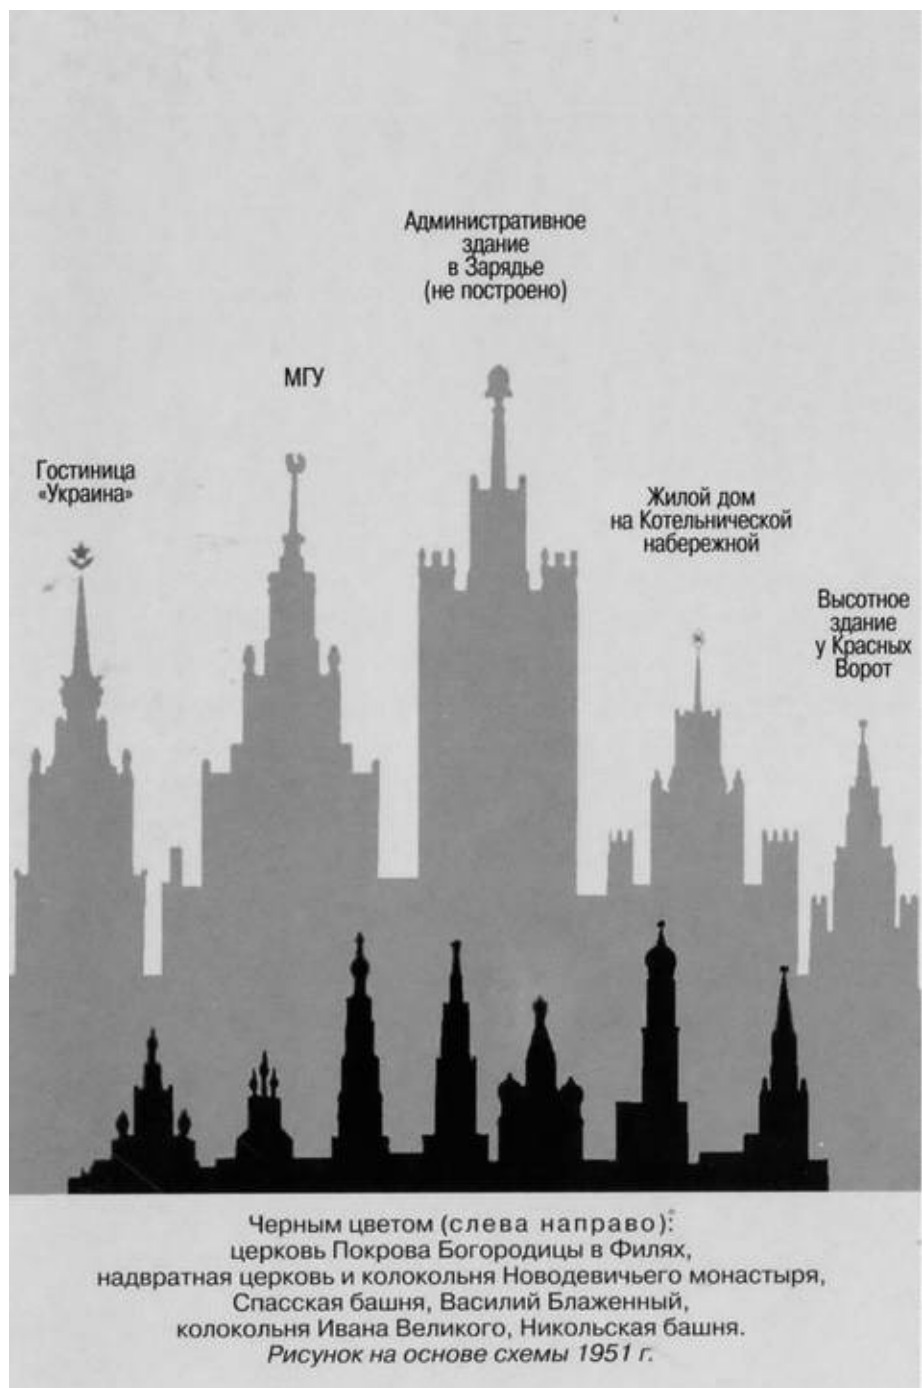 Административное
здание
в Зарядье
(не построено)
МГУ
Гостиница
«Украина»
Жилой дом
на Котельнической
набережной
Высотное
здание
у Красных
Ворот
Черным цветом (слева направо):
церковь Покрова Богородицы в Филях,
надвратная церковь и колокольня Новодевичьего монастыря,
Спасская башня, Василий Блаженный,
колокольня Ивана Великого, Никольская башня.
Рисунок на основе схемы 1951 г.